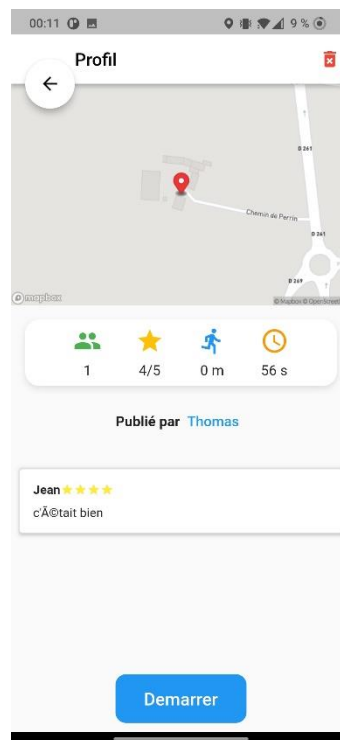 00:11 9 %
Profil
D 261
Chemin de Perrin
D 261
D 269
mapbox
© Mapbox © OpenStreet
1 4/5 0 m 56 s
Publié par Thomas
Jean
c'Ã©tait bien
Demarrer